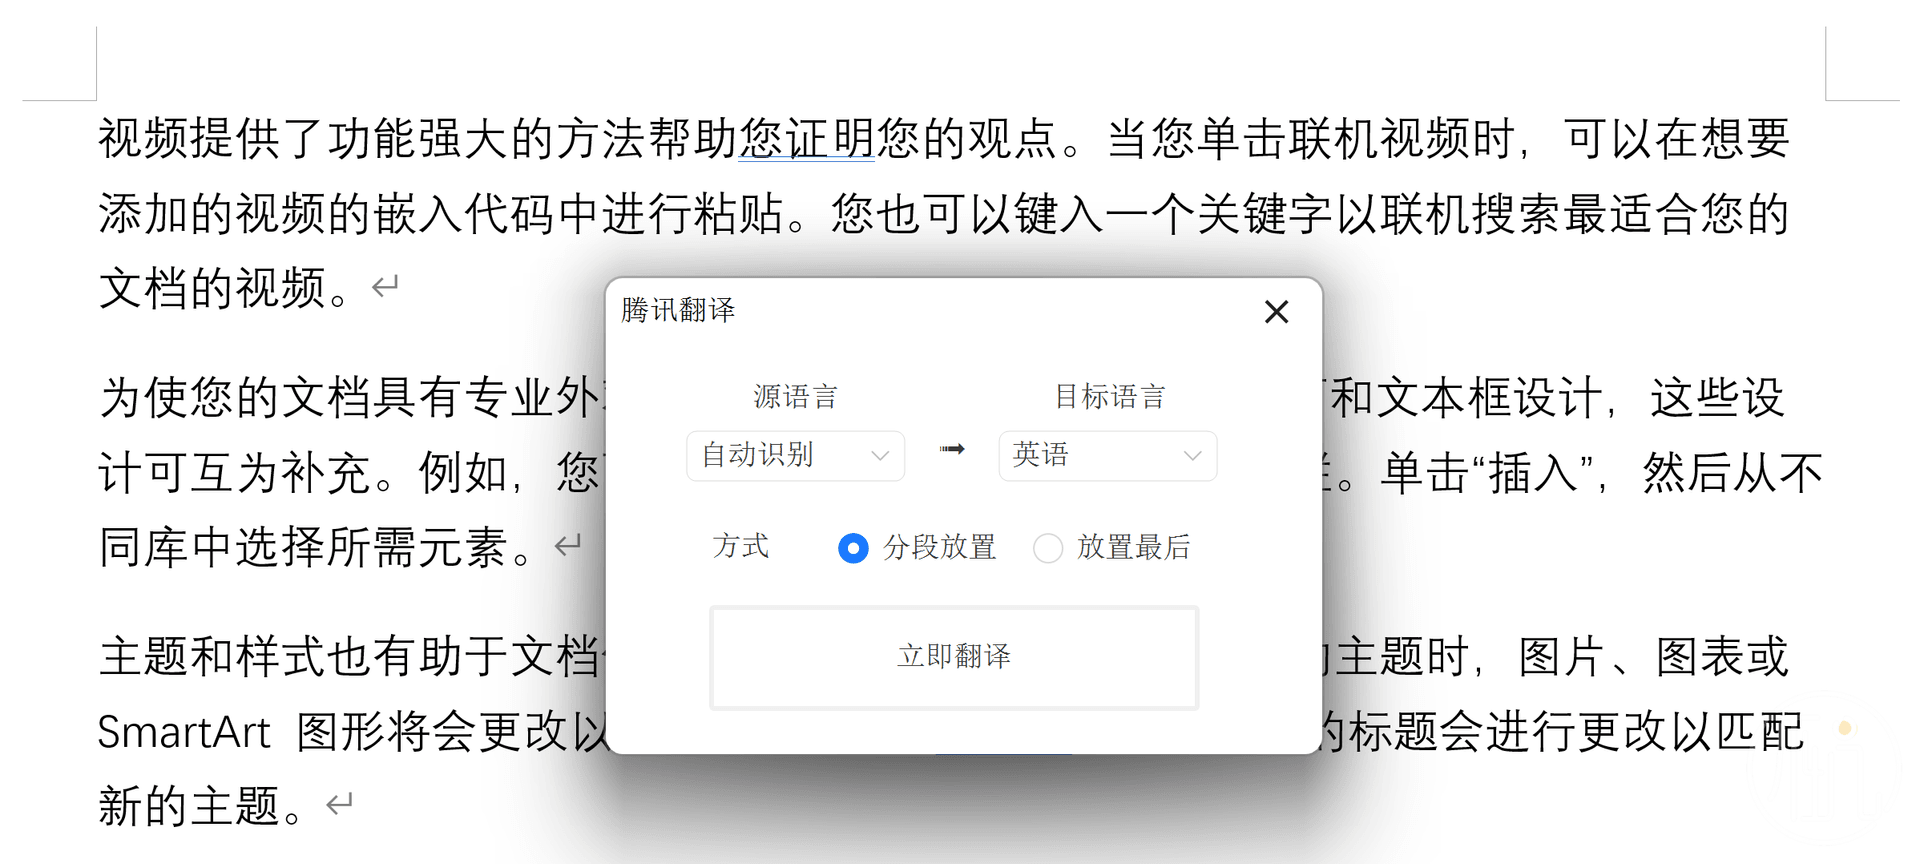 视频提供了功能强大的方法帮助您证明您的观点。当您单击联机视频时，可以在想要
添加的视频的嵌入代码中进行粘贴。您也可以键入一个关键字以联机搜索最适合您的
文档的视频。
腾讯翻译
源语言 目标语言
自动识别 英语
方式 分段放置 放置最后
立即翻译
为使您的文档具有专业外 和文本框设计，这些设
计可互为补充。例如，您 。单击“插入”，然后从不
同库中选择所需元素。
主题和样式也有助于文档 主题时，图片、图表或
SmartArt 图形将会更改以 的标题会进行更改以匹配
新的主题。